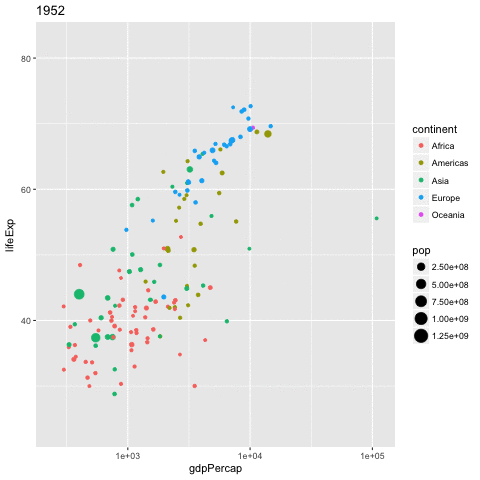 1952
lifeExp
80
60
40
1e+03
1e+04
1e+05
gdpPercap
continent
Africa
Americas
Asia
Europe
Oceania
pop
2.50e+08
5.00e+08
7.50e+08
1.00e+09
1.25e+09